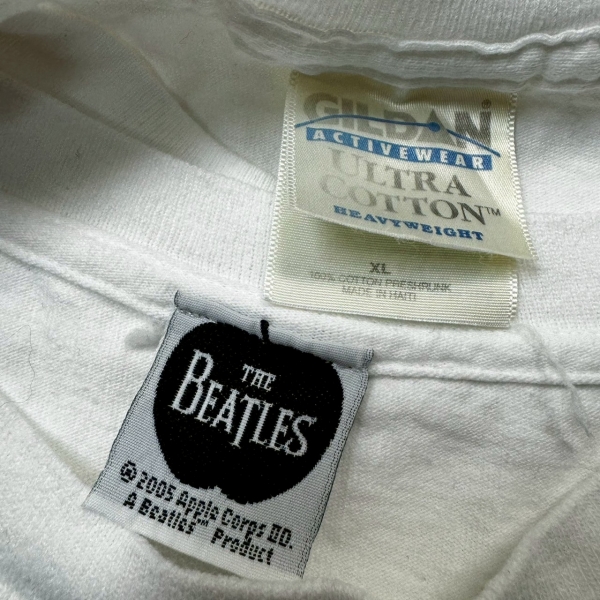 GILDAN®
ACTIVEWEAR
ULTRA
COTTON™
HEAVYWEIGHT
XL
100% COTTON PRESHRUNK
MADE IN HAITI
THE
BEATLES
© 2005 Apple Corps LTD.
A Beatles™ Product